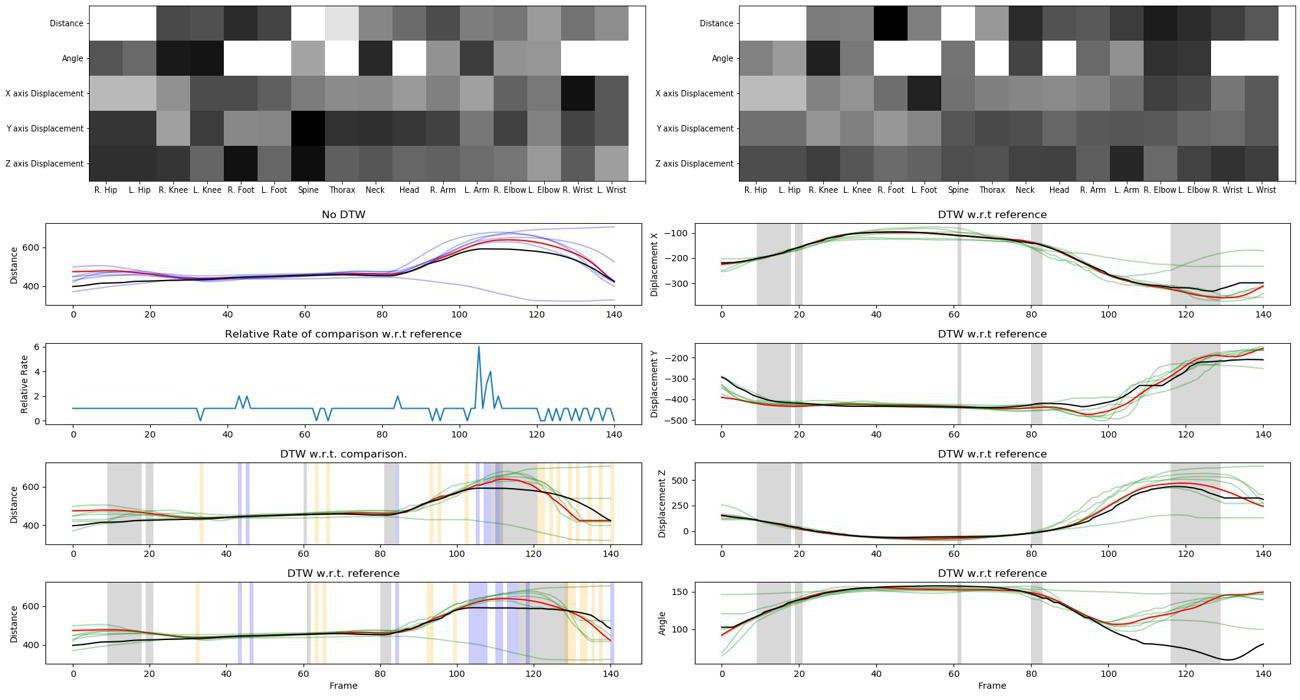 Distance
Angle
X axis Displacement
Y axis Displacement
Z axis Displacement
R. Hip L. Hip R. Knee L. Knee R. Foot L. Foot Spine Thorax Neck Head R. Arm L. Arm R. Elbow L. Elbow R. Wrist L. Wrist
Distance
Angle
X axis Displacement
Y axis Displacement
Z axis Displacement
R. Hip L. Hip R. Knee L. Knee R. Foot L. Foot Spine Thorax Neck Head R. Arm L. Arm R. Elbow L. Elbow R. Wrist L. Wrist
No DTW
Distance
600
400
0 20 40 60 80 100 120 140
DTW w.r.t reference
Diplacement X
−100
−200
−300
0 20 40 60 80 100 120 140
Relative Rate of comparison w.r.t reference
Relative Rate
6
4
2
0
0 20 40 60 80 100 120 140
DTW w.r.t reference
Displacement Y
−200
−300
−400
−500
0 20 40 60 80 100 120 140
DTW w.r.t. comparison.
Distance
600
400
0 20 40 60 80 100 120 140
DTW w.r.t reference
Displacement Z
500
0
0 20 40 60 80 100 120 140
DTW w.r.t. reference
Distance
600
400
0 20 40 60 80 100 120 140
Frame
DTW w.r.t reference
Angle
150
100
0 20 40 60 80 100 120 140
Frame